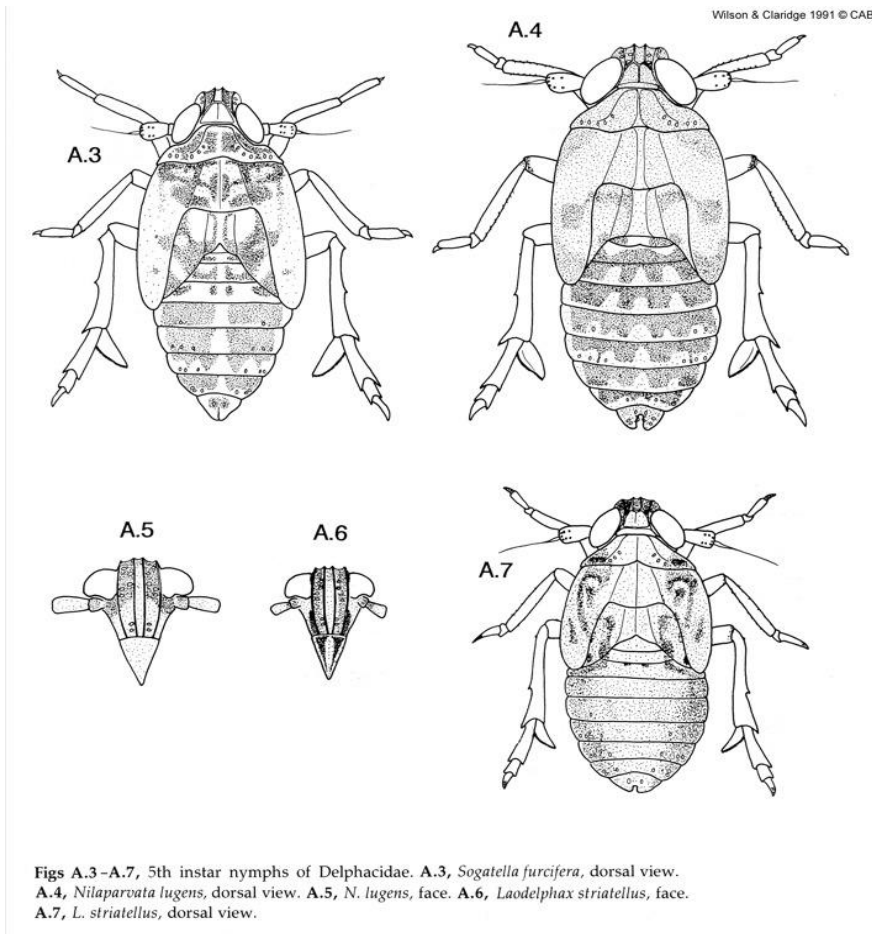 Wilson & Claridge 1991 © CAB
A.4
A.3
A.5
A.6
A.7
Figs A.3–A.7, 5th instar nymphs of Delphacidae. A.3, Sogatella furcifera, dorsal view.
A.4, Nilaparvata lugens, dorsal view. A.5, N. lugens, face. A.6, Laodelphax striatellus, face.
A.7, L. striatellus, dorsal view.